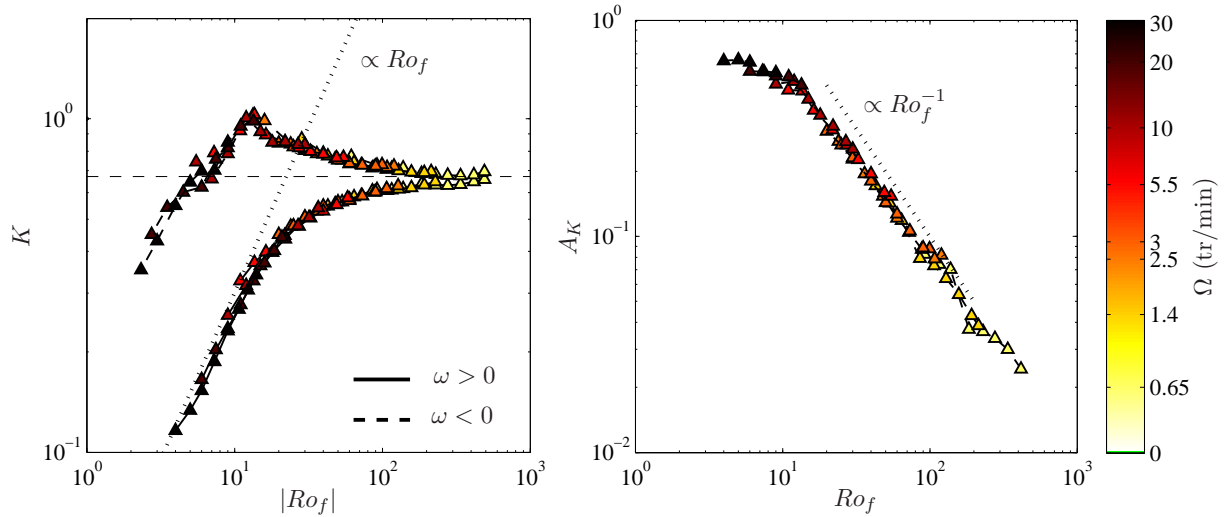 10^0
10^{-1}
K
∝ Ro_f
ω > 0
ω < 0
10^0
10^1
10^2
10^3
|Ro_f|
10^0
10^{-1}
10^{-2}
A_K
∝ Ro_f^{-1}
10^0
10^1
10^2
10^3
Ro_f
30
20
10
5.5
3
2.5
1.4
0.65
0
Ω (tr/min)